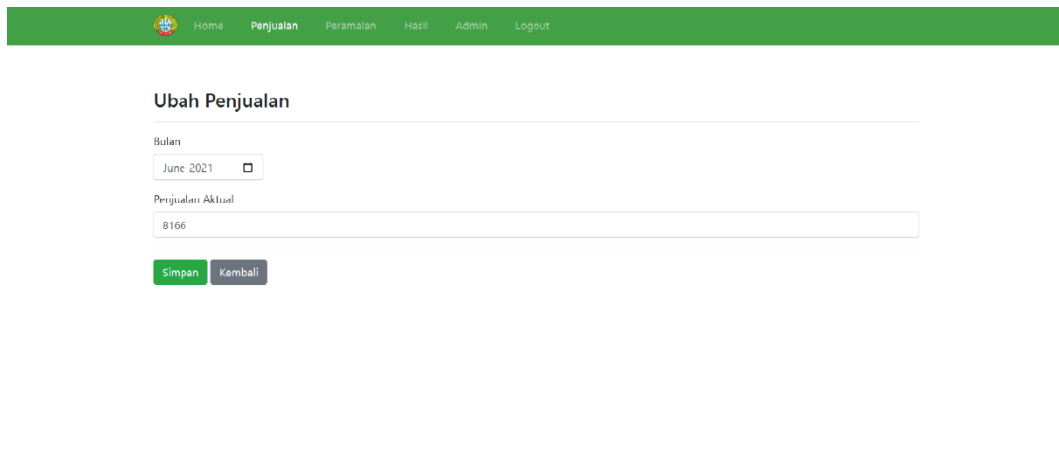 Home Penjualan Peramalan Hasil Admin Logout
Ubah Penjualan
Bulan
June 2021
Penjualan Aktual
8166
Simpan Kembali